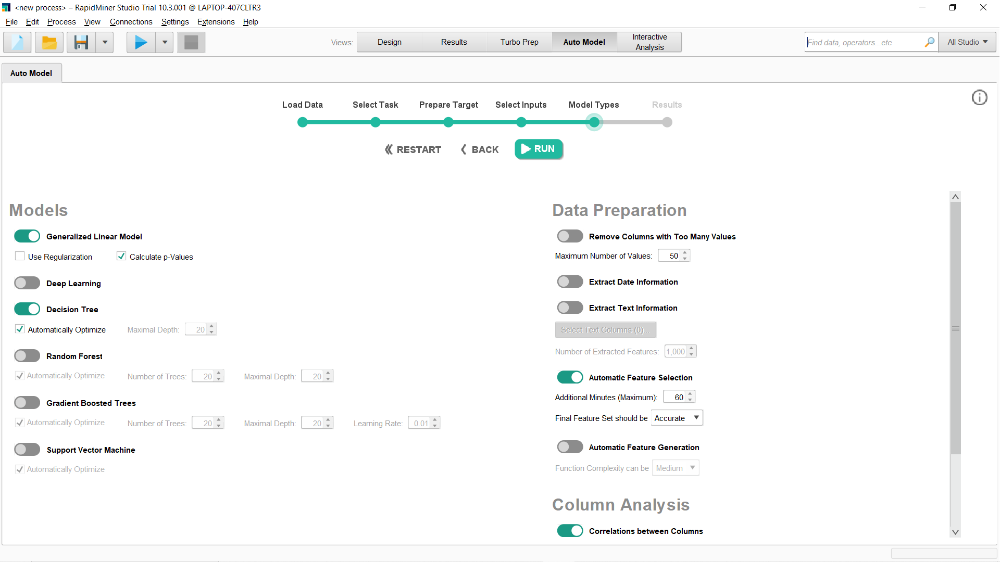 <new process> – RapidMiner Studio Trial 10.3.001 @ LAPTOP-407CLTR3
File Edit Process View Connections Settings Extensions Help
Views: Design Results Turbo Prep Auto Model Interactive Analysis
Find data, operators...etc
All Studio
Auto Model
Load Data Select Task Prepare Target Select Inputs Model Types Results
RESTART BACK RUN
Models
Generalized Linear Model
Use Regularization Calculate p-Values
Deep Learning
Decision Tree
Automatically Optimize Maximal Depth: 20
Random Forest
Automatically Optimize Number of Trees: 20 Maximal Depth: 20
Gradient Boosted Trees
Automatically Optimize Number of Trees: 20 Maximal Depth: 20 Learning Rate: 0.01
Support Vector Machine
Automatically Optimize
Data Preparation
Remove Columns with Too Many Values
Maximum Number of Values: 50
Extract Date Information
Extract Text Information
Select Text Columns (0)...
Number of Extracted Features: 1,000
Automatic Feature Selection
Additional Minutes (Maximum): 60
Final Feature Set should be Accurate
Automatic Feature Generation
Function Complexity can be Medium
Column Analysis
Correlations between Columns